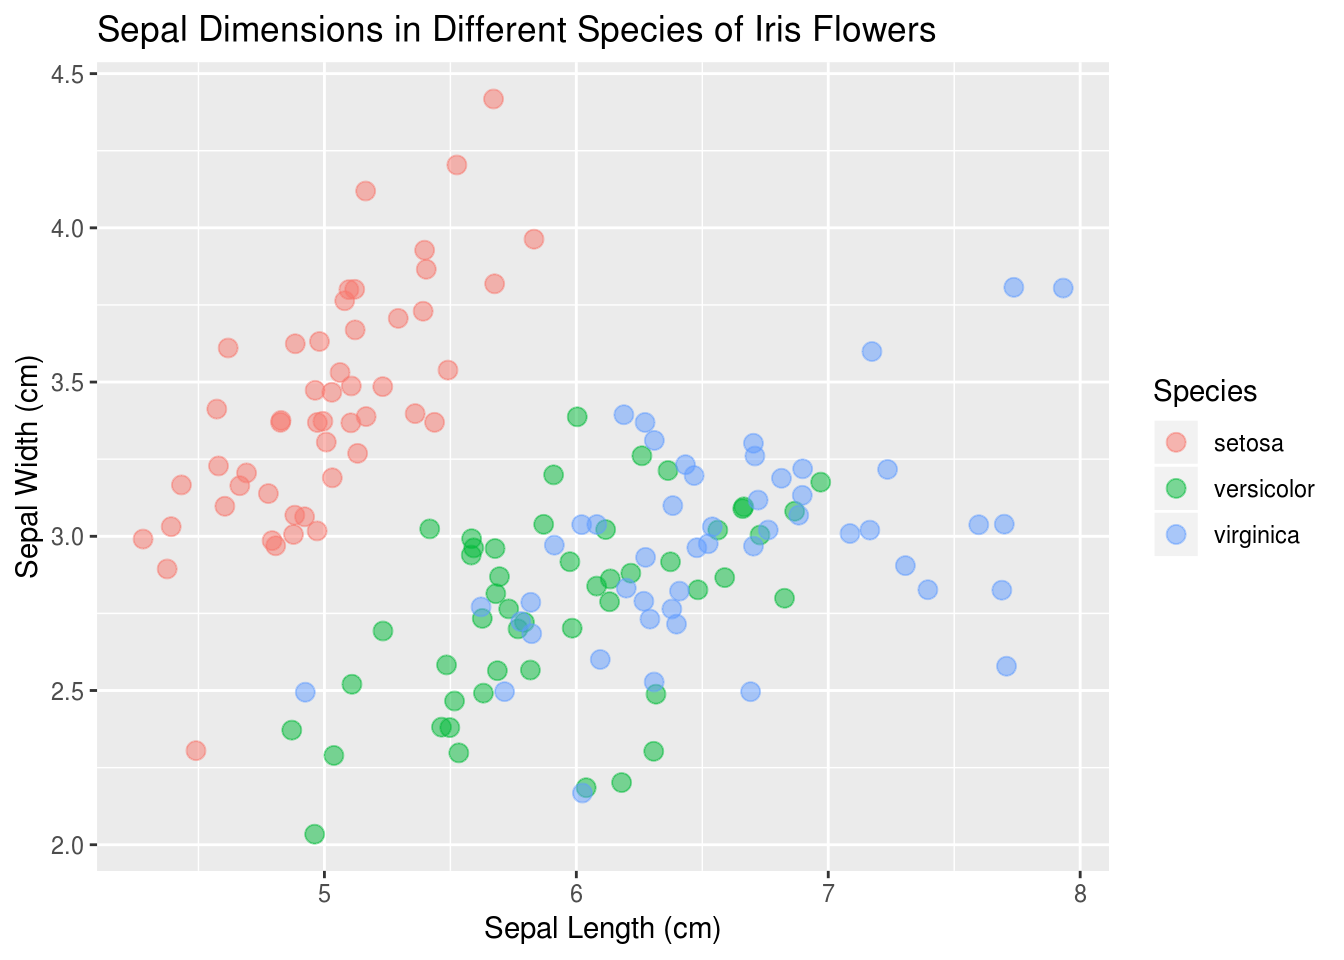 Sepal Dimensions in Different Species of Iris Flowers
4.5
4.0
3.5
3.0
2.5
2.0
Sepal Width (cm)
5 6 7 8
Sepal Length (cm)
Species
setosa
versicolor
virginica